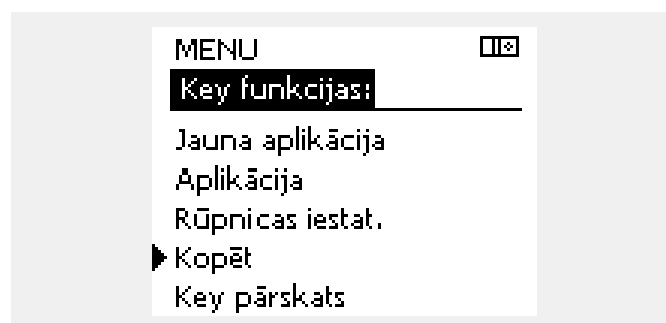 MENU
Key funkcijas:
Jauna aplikācija
Aplikācija
Rūpnicas iestat.
Kopēt
Key pārskats